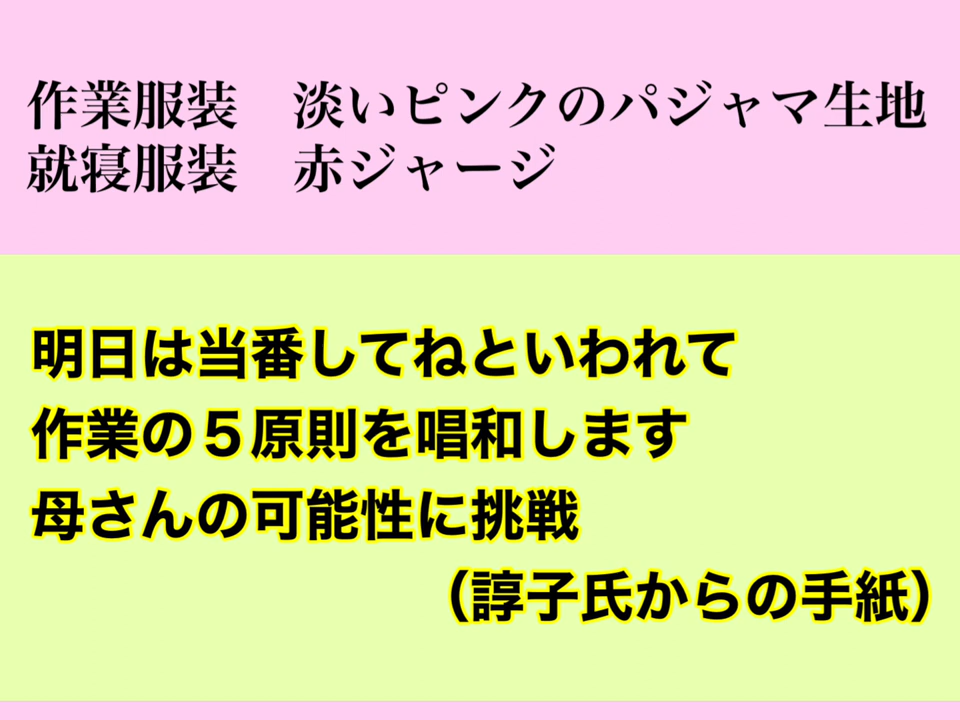 作業服装　淡いピンクのパジャマ生地
就寝服装　赤ジャージ
明日は当番してねといわれて
作業の５原則を唱和します
母さんの可能性に挑戦
（諄子氏からの手紙）